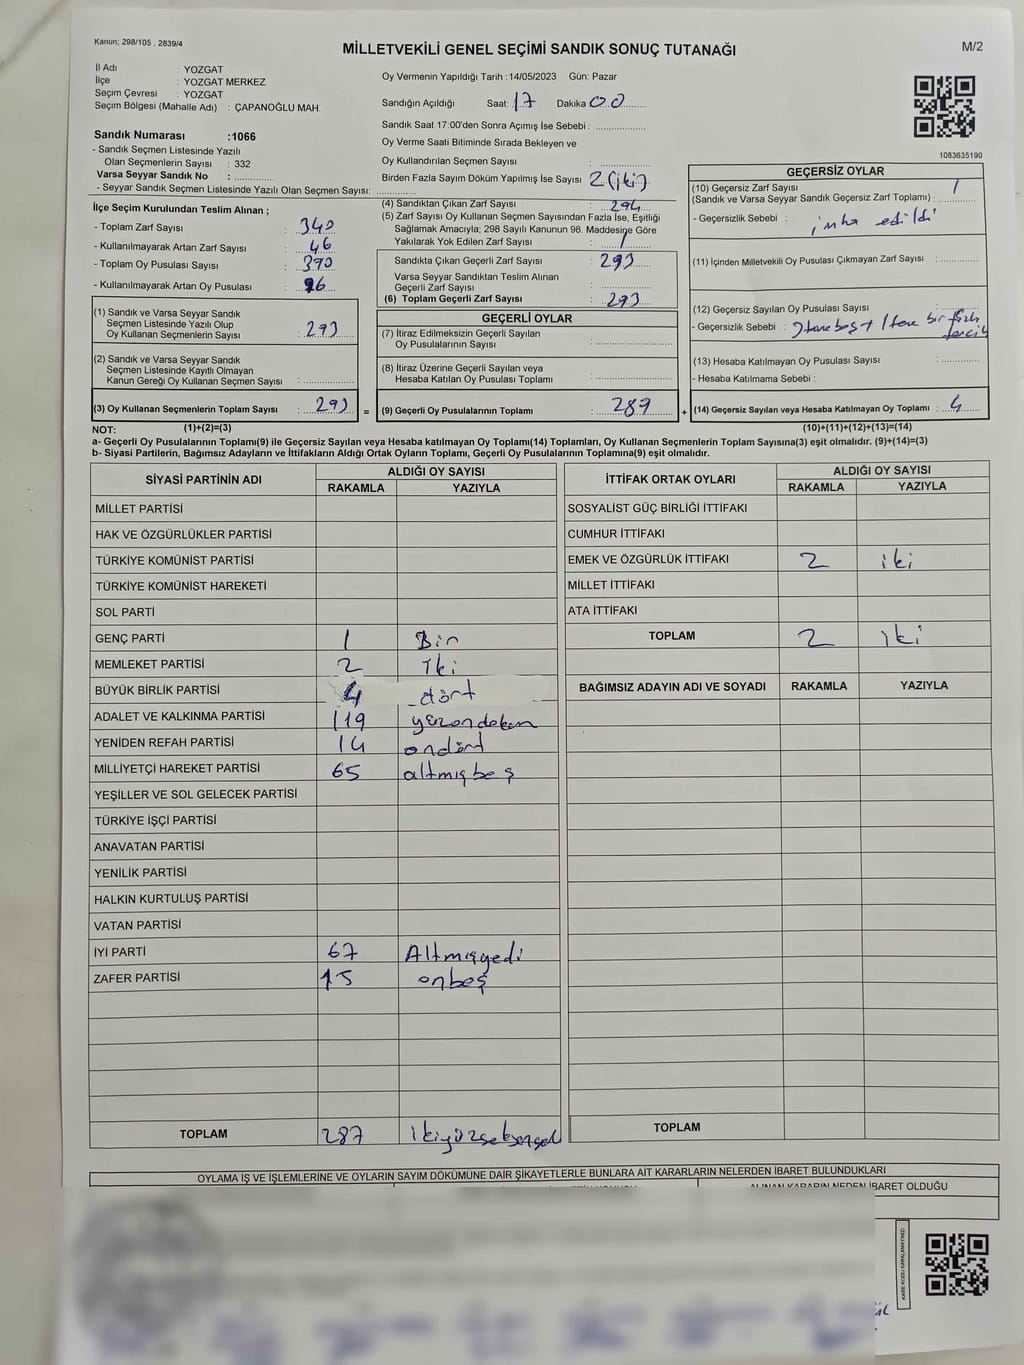 Kanun; 298/105 , 2839/4
MİLLETVEKİLİ GENEL SEÇİMİ SANDIK SONUÇ TUTANAĞI
M/2
İl Adı : YOZGAT
İlçe : YOZGAT MERKEZ
Seçim Çevresi : YOZGAT
Seçim Bölgesi (Mahalle Adı) : ÇAPANOĞLU MAH.
Sandık Numarası :1066
- Sandık Seçmen Listesinde Yazılı
Olan Seçmenlerin Sayısı : 332
Varsa Seyyar Sandık No :
- Seyyar Sandık Seçmen Listesinde Yazılı Olan Seçmen Sayısı:
Oy Vermenin Yapıldığı Tarih :14/05/2023 Gün: Pazar
Sandığın Açıldığı Saat: 17 Dakika 00
Sandık Saat 17:00'den Sonra Açımış İse Sebebi :
Oy Verme Saati Bitiminde Sırada Bekleyen ve
Oy Kullandırılan Seçmen Sayısı :
Birden Fazla Sayım Döküm Yapılmış İse Sayısı 2 (iki)
1083635190
İlçe Seçim Kurulundan Teslim Alınan ;
- Toplam Zarf Sayısı : 340
- Kullanılmayarak Artan Zarf Sayısı : 46
- Toplam Oy Pusulası Sayısı : 390
- Kullanılmayarak Artan Oy Pusulası : 96
(1) Sandık ve Varsa Seyyar Sandık
Seçmen Listesinde Yazılı Olup
Oy Kullanan Seçmenlerin Sayısı : 293
(2) Sandık ve Varsa Seyyar Sandık
Seçmen Listesinde Kayıtlı Olmayan
Kanun Gereği Oy Kullanan Seçmen Sayısı :
(3) Oy Kullanan Seçmenlerin Toplam Sayısı : 293 =
(4) Sandıktan Çıkan Zarf Sayısı : 294
(5) Zarf Sayısı Oy Kullanan Seçmen Sayısından Fazla İse, Eşitliği
Sağlamak Amacıyla; 298 Sayılı Kanunun 98. Maddesine Göre
Yakılarak Yok Edilen Zarf Sayısı : 1
Sandıkta Çıkan Geçerli Zarf Sayısı : 293
Varsa Seyyar Sandıktan Teslim Alınan
Geçerli Zarf Sayısı :
(6) Toplam Geçerli Zarf Sayısı : 293
GEÇERLİ OYLAR
(7) İtiraz Edilmeksizin Geçerli Sayılan
Oy Pusulalarının Sayısı :
(8) İtiraz Üzerine Geçerli Sayılan veya
Hesaba Katılan Oy Pusulası Toplamı :
(9) Geçerli Oy Pusulalarının Toplamı : 289 +
GEÇERSİZ OYLAR
(10) Geçersiz Zarf Sayısı 1
(Sandık ve Varsa Seyyar Sandık Geçersiz Zarf Toplamı) :
- Geçersizlik Sebebi : imha edildi
(11) İçinden Milletvekili Oy Pusulası Çıkmayan Zarf Sayısı :
(12) Geçersiz Sayılan Oy Pusulası Sayısı :
- Geçersizlik Sebebi : 3 tane boş + 1 tane bir fazla tercih
(13) Hesaba Katılmayan Oy Pusulası Sayısı :
- Hesaba Katılmama Sebebi :
(14) Geçersiz Sayılan veya Hesaba Katılmayan Oy Toplamı : 4
NOT: (1)+(2)=(3) (10)+(11)+(12)+(13)=(14)
a- Geçerli Oy Pusulalarının Toplamı(9) ile Geçersiz Sayılan veya Hesaba katılmayan Oy Toplamı(14) Toplamları, Oy Kullanan Seçmenlerin Toplam Sayısına(3) eşit olmalıdır. (9)+(14)=(3)
b- Siyasi Partilerin, Bağımsız Adayların ve İttifakların Aldığı Ortak Oyların Toplamı, Geçerli Oy Pusulalarının Toplamına(9) eşit olmalıdır.
SİYASİ PARTİNİN ADI ALDIĞI OY SAYISI
RAKAMLA YAZIYLA
MİLLET PARTİSİ
HAK VE ÖZGÜRLÜKLER PARTİSİ
TÜRKİYE KOMÜNİST PARTİSİ
TÜRKİYE KOMÜNİST HAREKETİ
SOL PARTİ
GENÇ PARTİ 1 Bir
MEMLEKET PARTİSİ 2 İki
BÜYÜK BİRLİK PARTİSİ 4 dört
ADALET VE KALKINMA PARTİSİ 119 yüzondokuz
YENİDEN REFAH PARTİSİ 14 ondört
MİLLİYETÇİ HAREKET PARTİSİ 65 altmışbeş
YEŞİLLER VE SOL GELECEK PARTİSİ
TÜRKİYE İŞÇİ PARTİSİ
ANAVATAN PARTİSİ
YENİLİK PARTİSİ
HALKIN KURTULUŞ PARTİSİ
VATAN PARTİSİ
İYİ PARTİ 67 Altmışyedi
ZAFER PARTİSİ 15 onbeş
TOPLAM 287 ikiyüzseksenyedi
İTTİFAK ORTAK OYLARI ALDIĞI OY SAYISI
RAKAMLA YAZIYLA
SOSYALİST GÜÇ BİRLİĞİ İTTİFAKI
CUMHUR İTTİFAKI
EMEK VE ÖZGÜRLÜK İTTİFAKI 2 iki
MİLLET İTTİFAKI
ATA İTTİFAKI
TOPLAM 2 iki
BAĞIMSIZ ADAYIN ADI VE SOYADI RAKAMLA YAZIYLA
TOPLAM
OYLAMA İŞ VE İŞLEMLERİNE VE OYLARIN SAYIM DÖKÜMÜNE DAİR ŞİKAYETLERLE BUNLARA AİT KARARLARIN NELERDEN İBARET BULUNDUKLARI
ALINAN KARARIN NEDEN İBARET OLDUĞU
KARE KODU KARALAMAYINIZ!